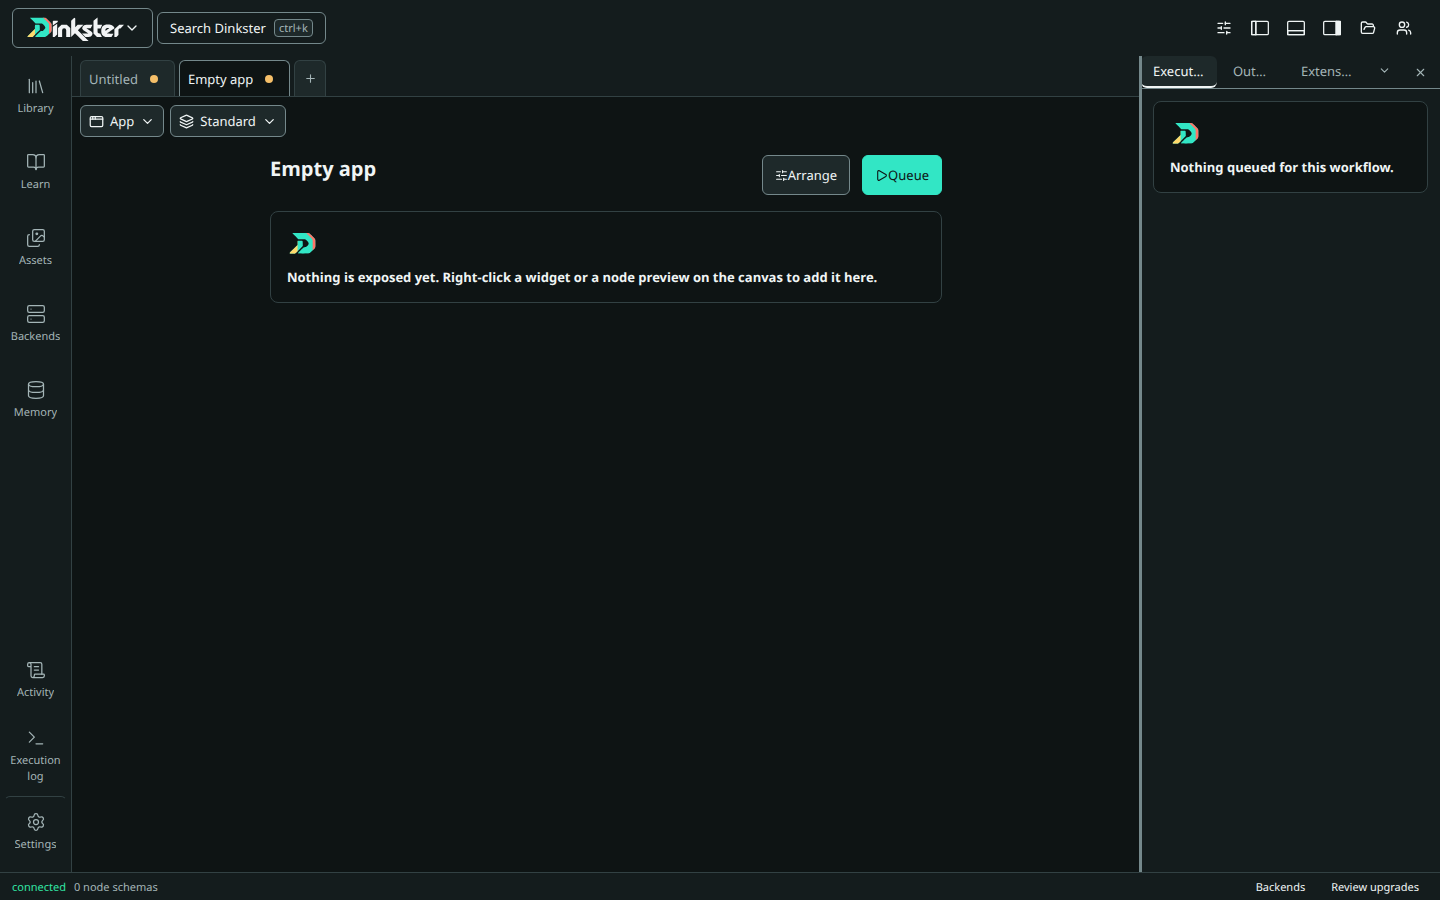 Dinkster
Search Dinkster ctrl+k
Library
Learn
Assets
Backends
Memory
Activity
Execution
log
Settings
Untitled
Empty app
+
App
Standard
Empty app
Arrange
Queue
Nothing is exposed yet. Right-click a widget or a node preview on the canvas to add it here.
Execut...
Out...
Extens...
Nothing queued for this workflow.
connected 0 node schemas
Backends
Review upgrades